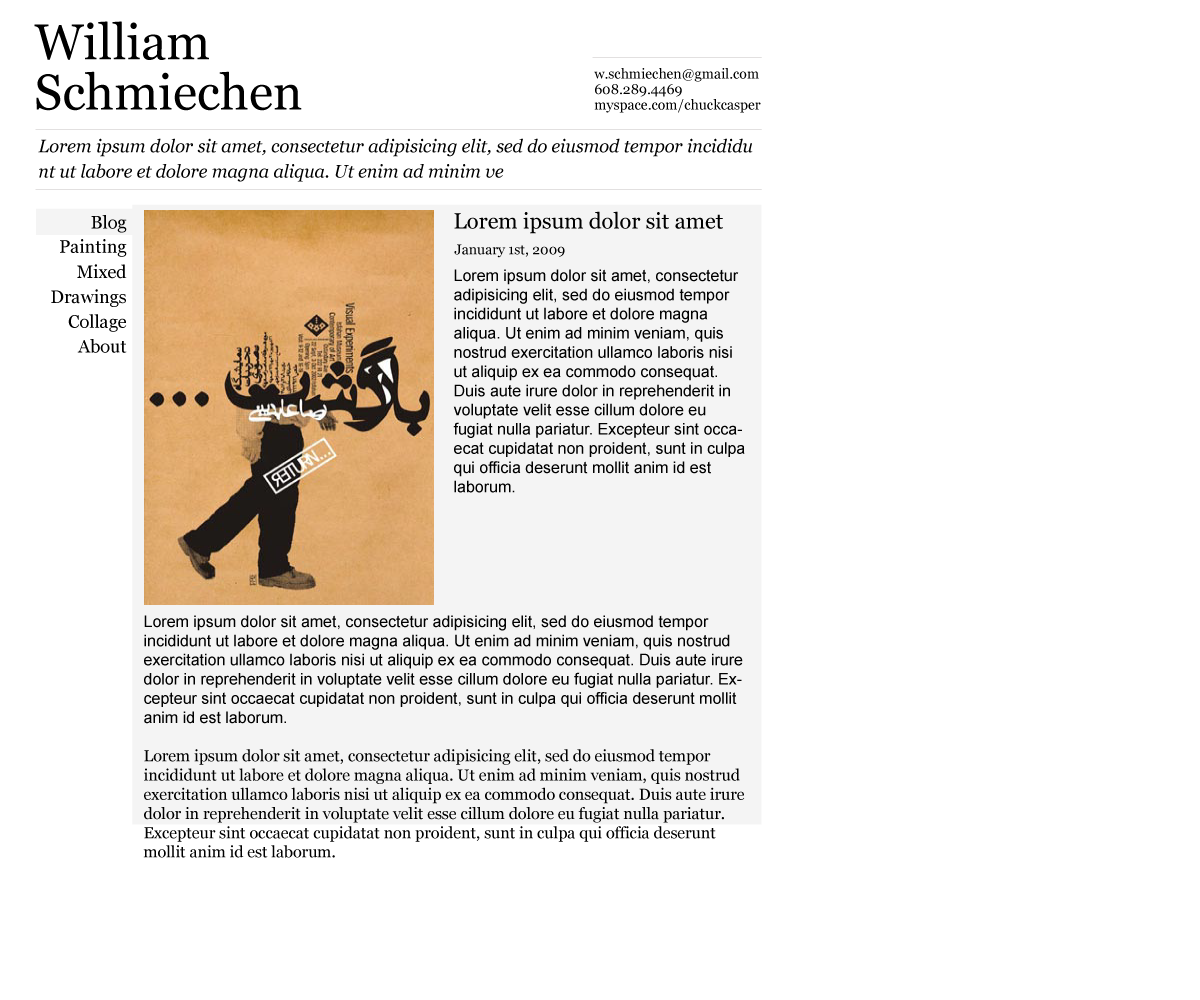 William
Schmiechen
w.schmiechen@gmail.com
608.289.4469
myspace.com/chuckcasper
Lorem ipsum dolor sit amet, consectetur adipisicing elit, sed do eiusmod tempor incididu
nt ut labore et dolore magna aliqua. Ut enim ad minim ve
Blog
Painting
Mixed
Drawings
Collage
About
Visual Experiments
بازگشت ...
RETURN...
Lorem ipsum dolor sit amet
January 1st, 2009
Lorem ipsum dolor sit amet, consectetur
adipisicing elit, sed do eiusmod tempor
incididunt ut labore et dolore magna
aliqua. Ut enim ad minim veniam, quis
nostrud exercitation ullamco laboris nisi
ut aliquip ex ea commodo consequat.
Duis aute irure dolor in reprehenderit in
voluptate velit esse cillum dolore eu
fugiat nulla pariatur. Excepteur sint occa-
ecat cupidatat non proident, sunt in culpa
qui officia deserunt mollit anim id est
laborum.
Lorem ipsum dolor sit amet, consectetur adipisicing elit, sed do eiusmod tempor
incididunt ut labore et dolore magna aliqua. Ut enim ad minim veniam, quis nostrud
exercitation ullamco laboris nisi ut aliquip ex ea commodo consequat. Duis aute irure
dolor in reprehenderit in voluptate velit esse cillum dolore eu fugiat nulla pariatur. Ex-
cepteur sint occaecat cupidatat non proident, sunt in culpa qui officia deserunt mollit
anim id est laborum.
Lorem ipsum dolor sit amet, consectetur adipisicing elit, sed do eiusmod tempor
incididunt ut labore et dolore magna aliqua. Ut enim ad minim veniam, quis nostrud
exercitation ullamco laboris nisi ut aliquip ex ea commodo consequat. Duis aute irure
dolor in reprehenderit in voluptate velit esse cillum dolore eu fugiat nulla pariatur.
Excepteur sint occaecat cupidatat non proident, sunt in culpa qui officia deserunt
mollit anim id est laborum.